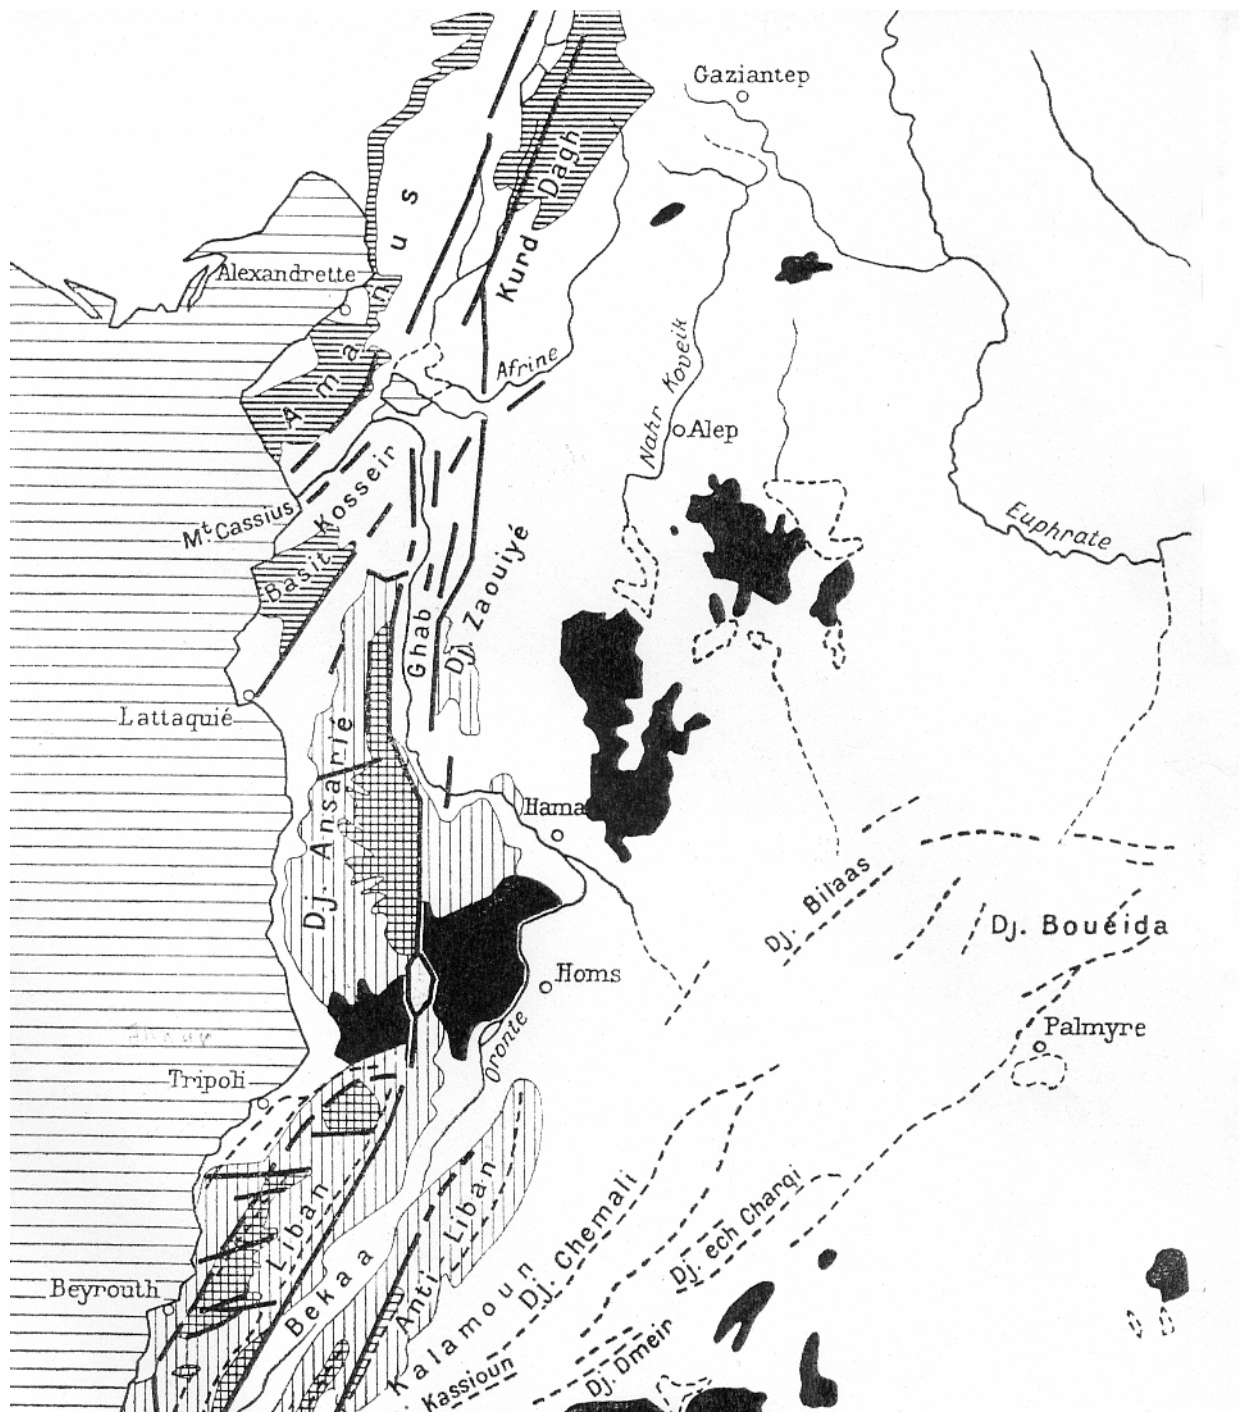 Gaziantep
Kurd Dagh
Amanus
Alexandrette
Afrine
Nahr Koveik
Alep
Mt Cassius
Kosseir
Basit
Euphrate
Ghab
Dj. Zaouiyé
Lattaquié
Dj. Ansarié
Hama
Dj. Bilaas
Dj. Bouéida
Homs
Oronte
Palmyre
Tripoli
Liban
Anti Liban
Dj. Chemali
Dj. ech Charqi
Beyrouth
Bekaa
Kalamoun
Kassioun
Dj. Dmeir